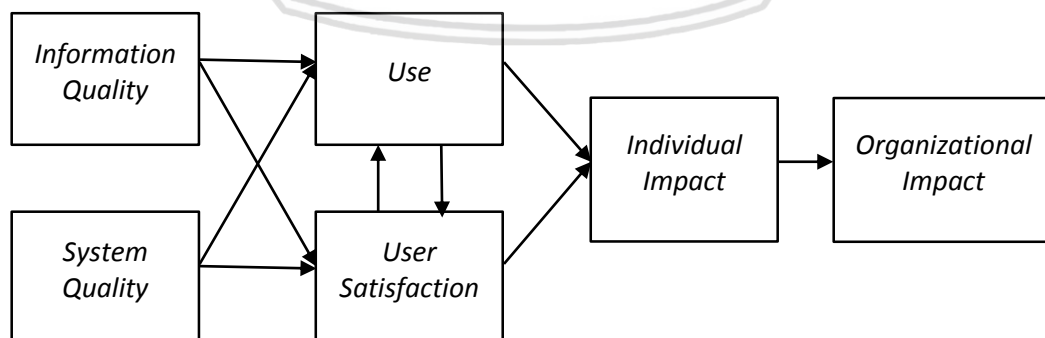 Information
Quality
Use
Individual
Impact
Organizational
Impact
System
Quality
User
Satisfaction